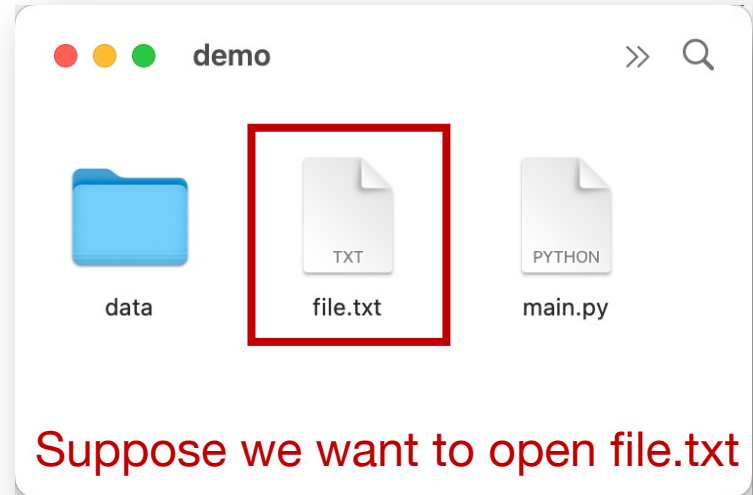 demo
TXT
PYTHON
data
file.txt
main.py
Suppose we want to open file.txt